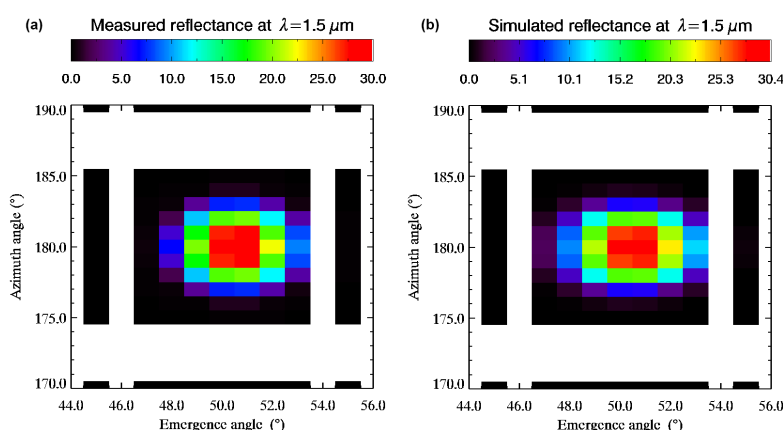 (a) Measured reflectance at λ=1.5 μm
0.0 5.0 10.0 15.0 20.0 25.0 30.0
190.0
185.0
180.0
175.0
170.0
Azimuth angle (°)
44.0 46.0 48.0 50.0 52.0 54.0 56.0
Emergence angle (°)
(b) Simulated reflectance at λ=1.5 μm
0.0 5.1 10.1 15.2 20.3 25.3 30.4
190.0
185.0
180.0
175.0
170.0
Azimuth angle (°)
44.0 46.0 48.0 50.0 52.0 54.0 56.0
Emergence angle (°)